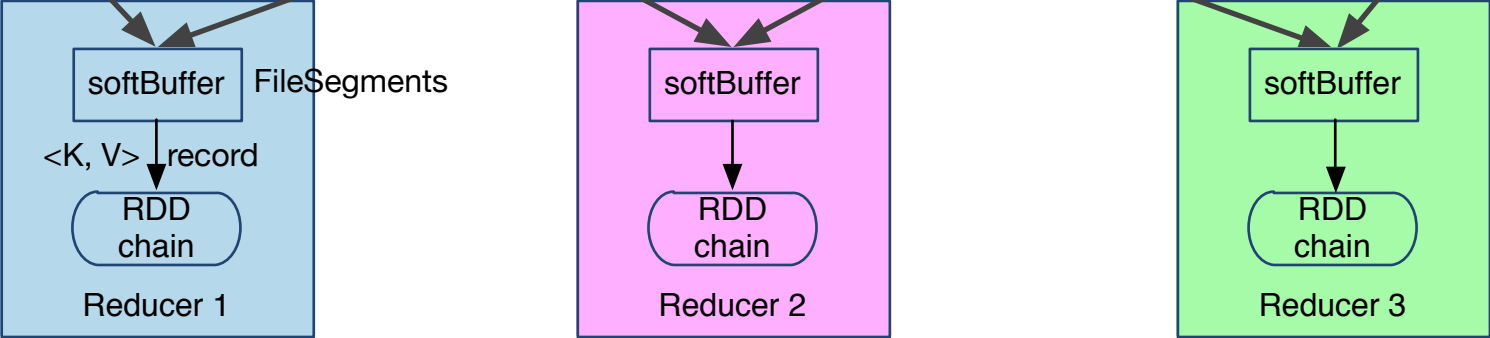 softBuffer FileSegments
<K, V> record
RDD
chain
Reducer 1
softBuffer
RDD
chain
Reducer 2
softBuffer
RDD
chain
Reducer 3